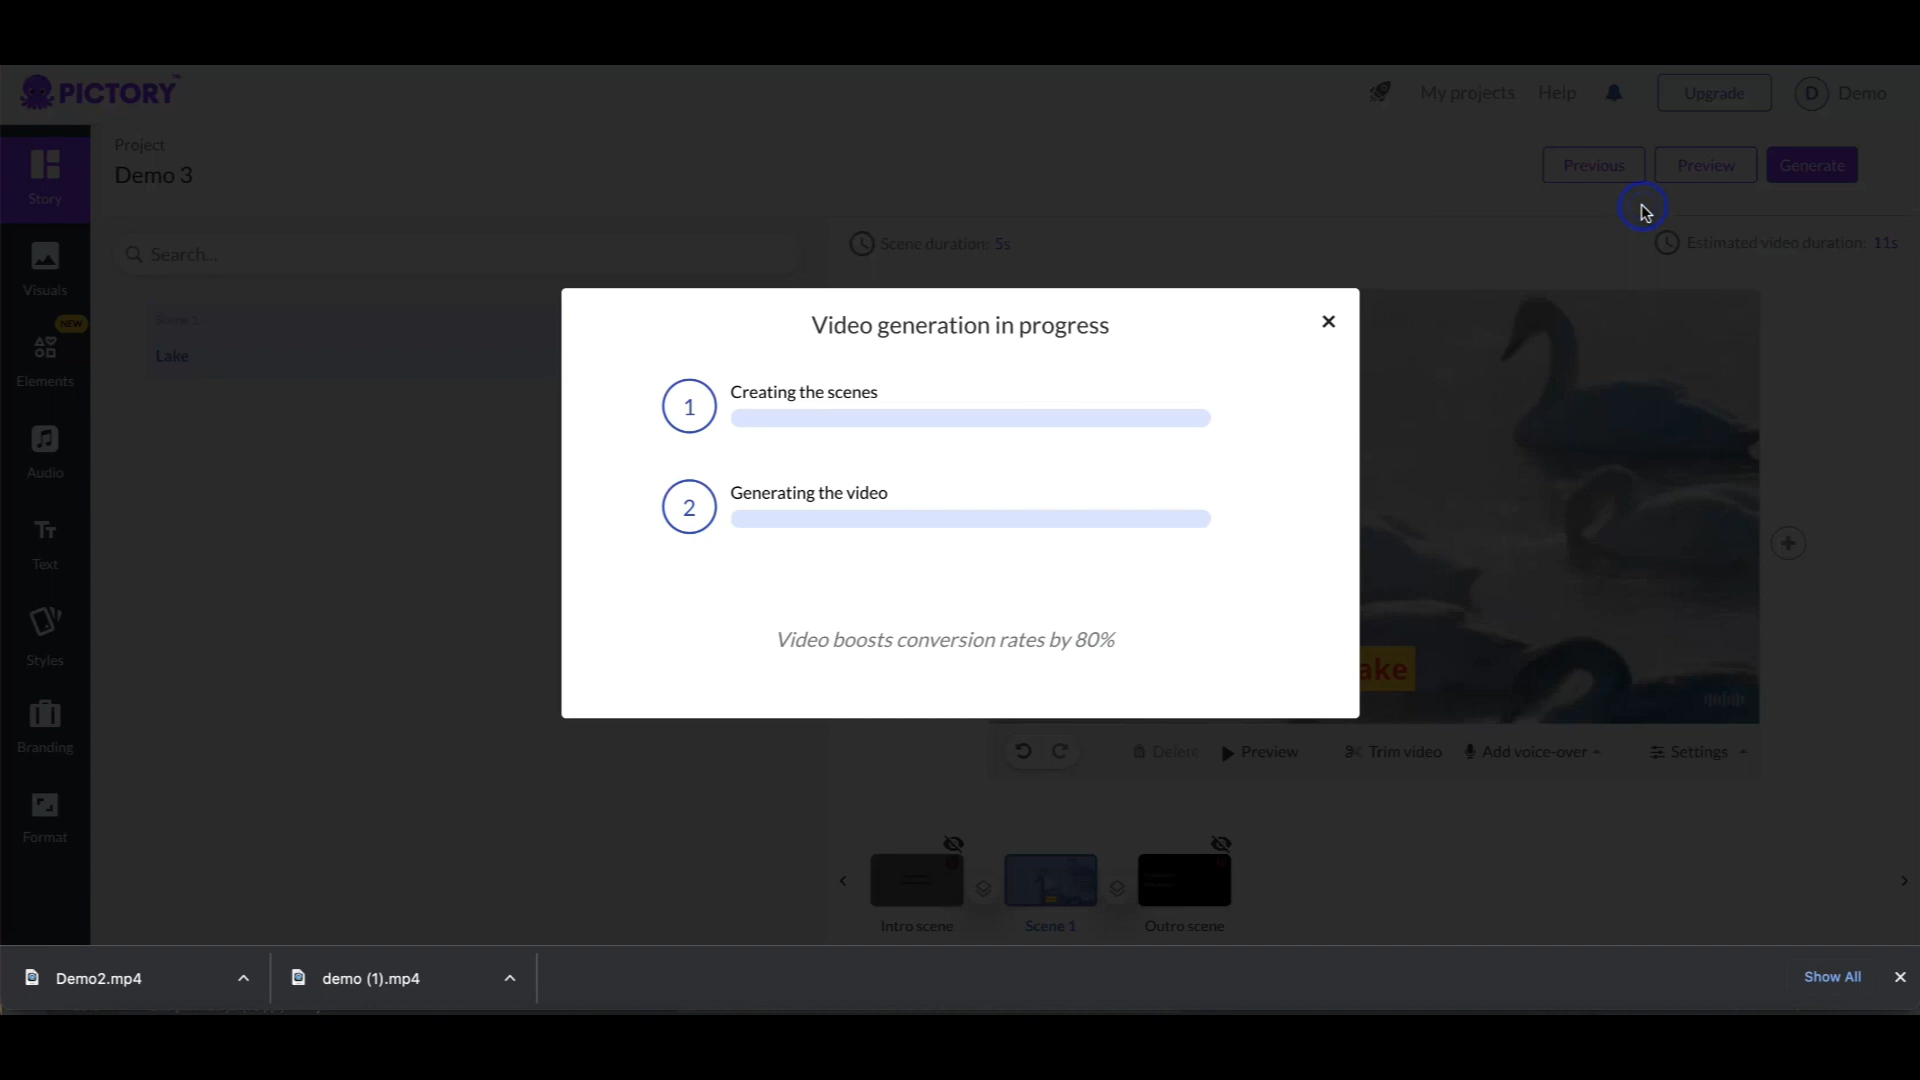 PICTORY
My projects
Help
Upgrade
D
Demo
Project
Demo 3
Previous
Preview
Generate
Story
Visuals
NEW
Elements
Audio
Tt
Text
Styles
Branding
Format
Search...
Scene duration: 5s
Estimated video duration: 11s
Scene 1
Lake
Video generation in progress
1
Creating the scenes
2
Generating the video
Video boosts conversion rates by 80%
ake
Delete
Preview
Trim video
Add voice-over
Settings
Intro scene
Scene 1
Outro scene
Demo2.mp4
demo (1).mp4
Show All